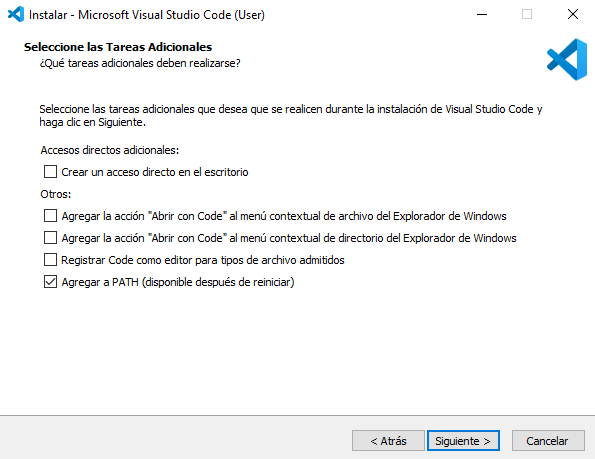 Instalar - Microsoft Visual Studio Code (User)
Seleccione las Tareas Adicionales
¿Qué tareas adicionales deben realizarse?
Seleccione las tareas adicionales que desea que se realicen durante la instalación de Visual Studio Code y
haga clic en Siguiente.
Accesos directos adicionales:
Crear un acceso directo en el escritorio
Otros:
Agregar la acción "Abrir con Code" al menú contextual de archivo del Explorador de Windows
Agregar la acción "Abrir con Code" al menú contextual de directorio del Explorador de Windows
Registrar Code como editor para tipos de archivo admitidos
Agregar a PATH (disponible después de reiniciar)
< Atrás Siguiente > Cancelar